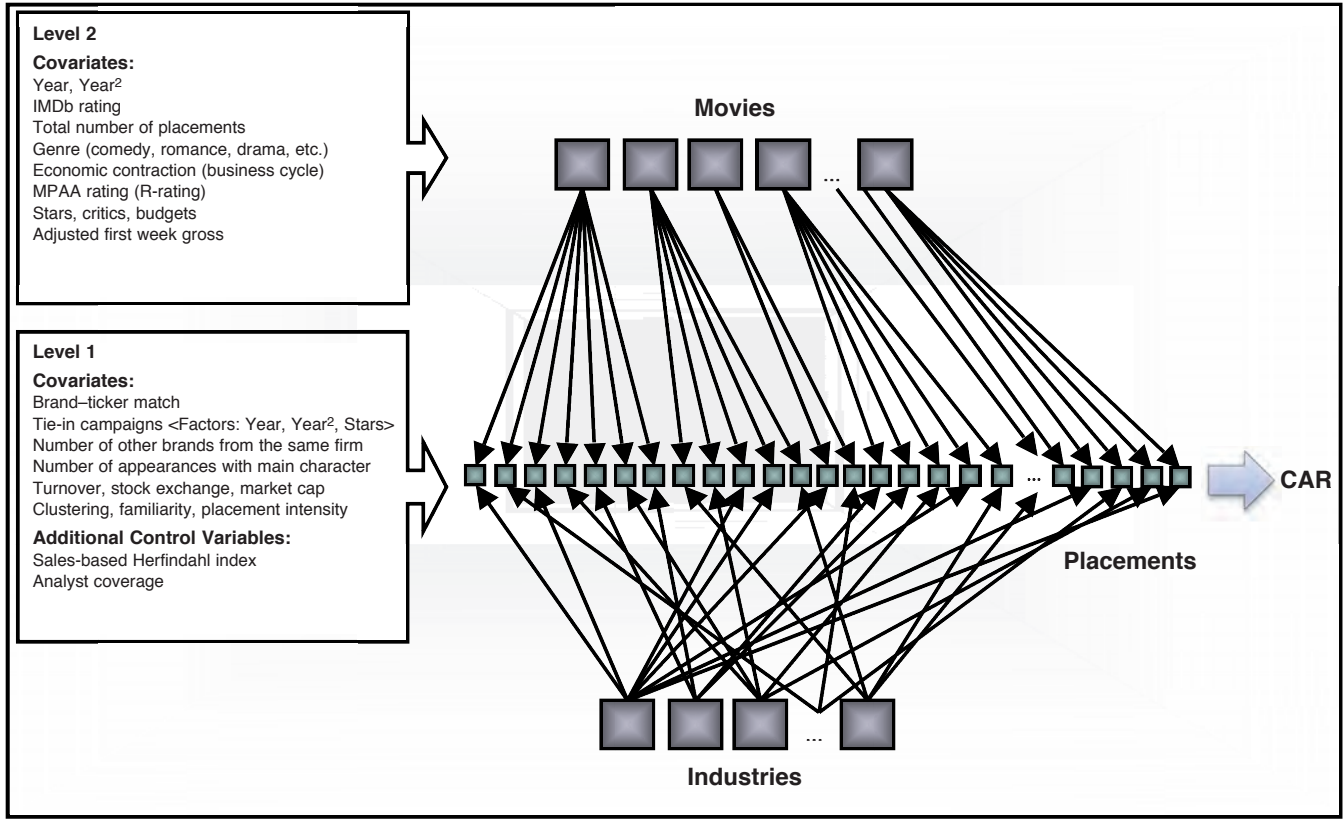 Level 2
Covariates:
Year, Year²
IMDb rating
Total number of placements
Genre (comedy, romance, drama, etc.)
Economic contraction (business cycle)
MPAA rating (R-rating)
Stars, critics, budgets
Adjusted first week gross
Movies
...
Level 1
Covariates:
Brand–ticker match
Tie-in campaigns <Factors: Year, Year², Stars>
Number of other brands from the same firm
Number of appearances with main character
Turnover, stock exchange, market cap
Clustering, familiarity, placement intensity
Additional Control Variables:
Sales-based Herfindahl index
Analyst coverage
...
CAR
Placements
...
Industries